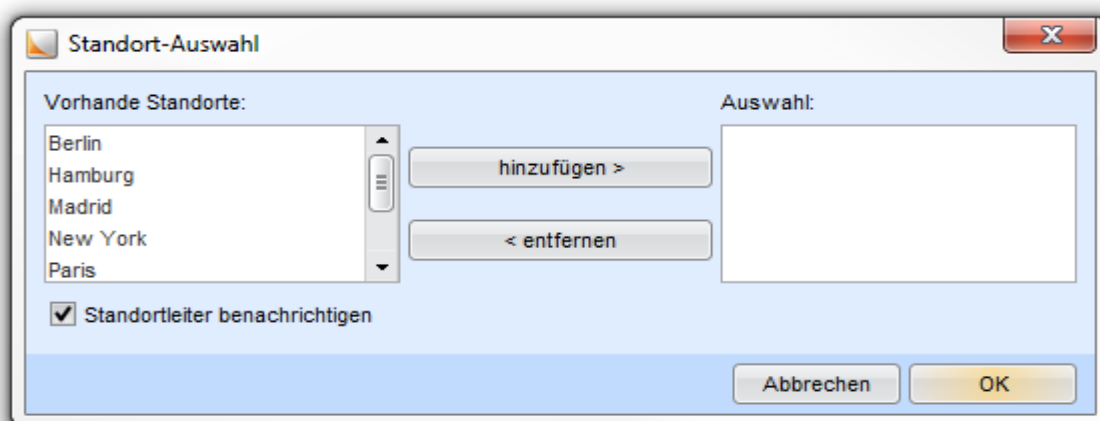 Standort-Auswahl
Vorhande Standorte:
Auswahl:
Berlin
Hamburg
Madrid
New York
Paris
hinzufügen >
< entfernen
Standortleiter benachrichtigen
Abbrechen
OK